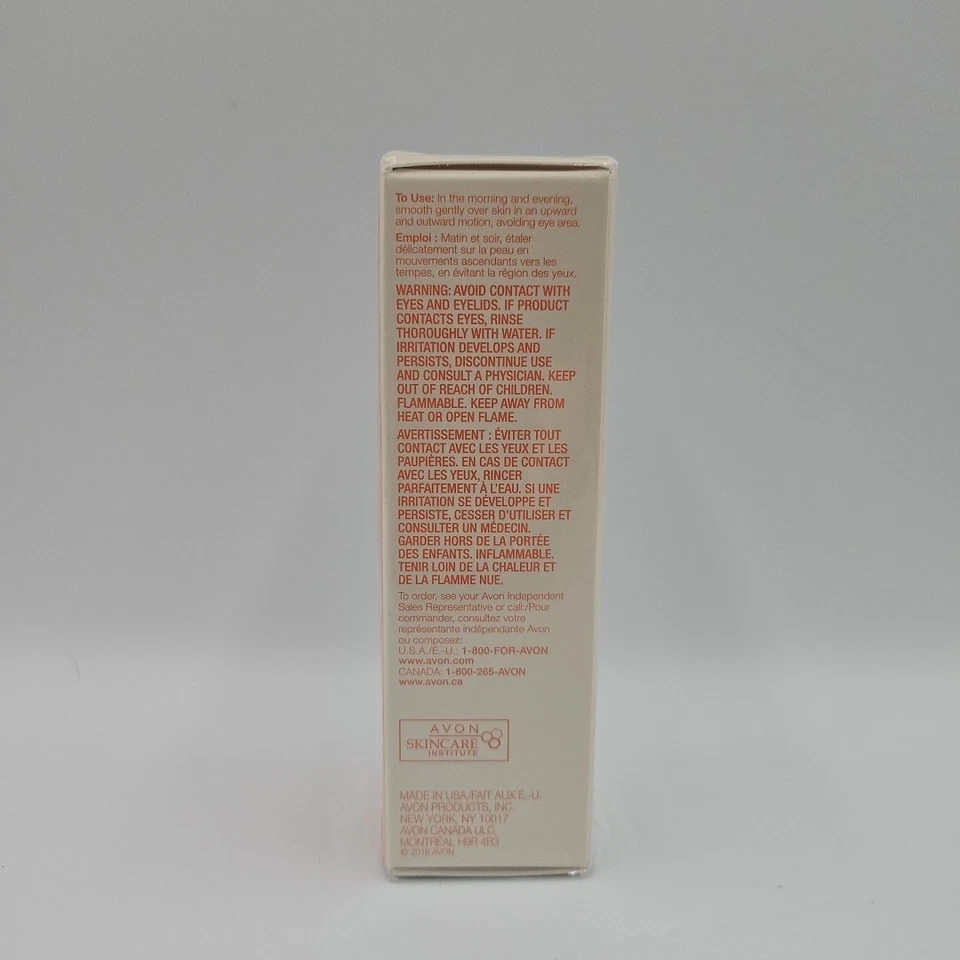 To Use: In the morning and evening,
smooth gently over skin in an upward
and outward motion, avoiding eye area.
Emploi : Matin et soir, étaler
délicatement sur la peau en
mouvements ascendants vers les
tempes, en évitant la région des yeux.
WARNING: AVOID CONTACT WITH
EYES AND EYELIDS. IF PRODUCT
CONTACTS EYES, RINSE
THOROUGHLY WITH WATER. IF
IRRITATION DEVELOPS AND
PERSISTS, DISCONTINUE USE
AND CONSULT A PHYSICIAN. KEEP
OUT OF REACH OF CHILDREN.
FLAMMABLE. KEEP AWAY FROM
HEAT OR OPEN FLAME.
AVERTISSEMENT : ÉVITER TOUT
CONTACT AVEC LES YEUX ET LES
PAUPIÈRES. EN CAS DE CONTACT
AVEC LES YEUX, RINCER
PARFAITEMENT À L'EAU. SI UNE
IRRITATION SE DÉVELOPPE ET
PERSISTE, CESSER D'UTILISER ET
CONSULTER UN MÉDECIN.
GARDER HORS DE LA PORTÉE
DES ENFANTS. INFLAMMABLE.
TENIR LOIN DE LA CHALEUR ET
DE LA FLAMME NUE.
To order, see your Avon Independent
Sales Representative or call:/Pour
commander, consultez votre
représentante indépendante Avon
ou composez:
U.S.A./É.-U.: 1-800-FOR-AVON
www.avon.com
CANADA: 1-800-265-AVON
www.avon.ca
AVON
SKINCARE
INSTITUTE
MADE IN USA/FAIT AUX É.-U.
AVON PRODUCTS, INC.
NEW YORK, NY 10017
AVON CANADA ULC,
MONTRÉAL H9R 4R3
© 2016 AVON